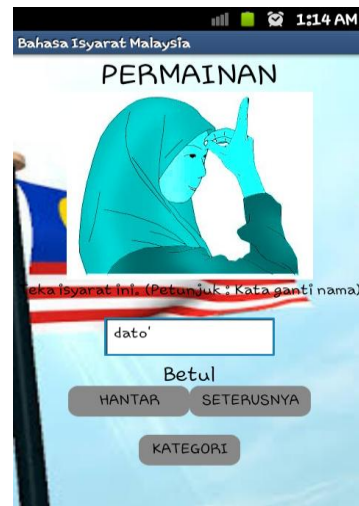 1:14 AM
Bahasa Isyarat Malaysia
PERMAINAN
eka isyarat ini. (Petunjuk : Kata ganti nama)
dato'
Betul
HANTAR SETERUSNYA
KATEGORI